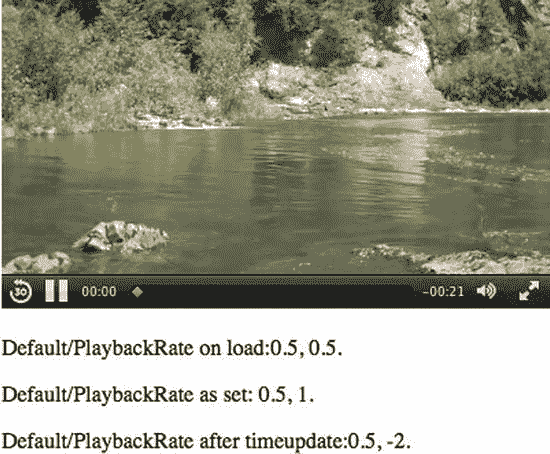 30
00:00
-00:21
Default/PlaybackRate on load:0.5, 0.5.
Default/PlaybackRate as set: 0.5, 1.
Default/PlaybackRate after timeupdate:0.5, -2.